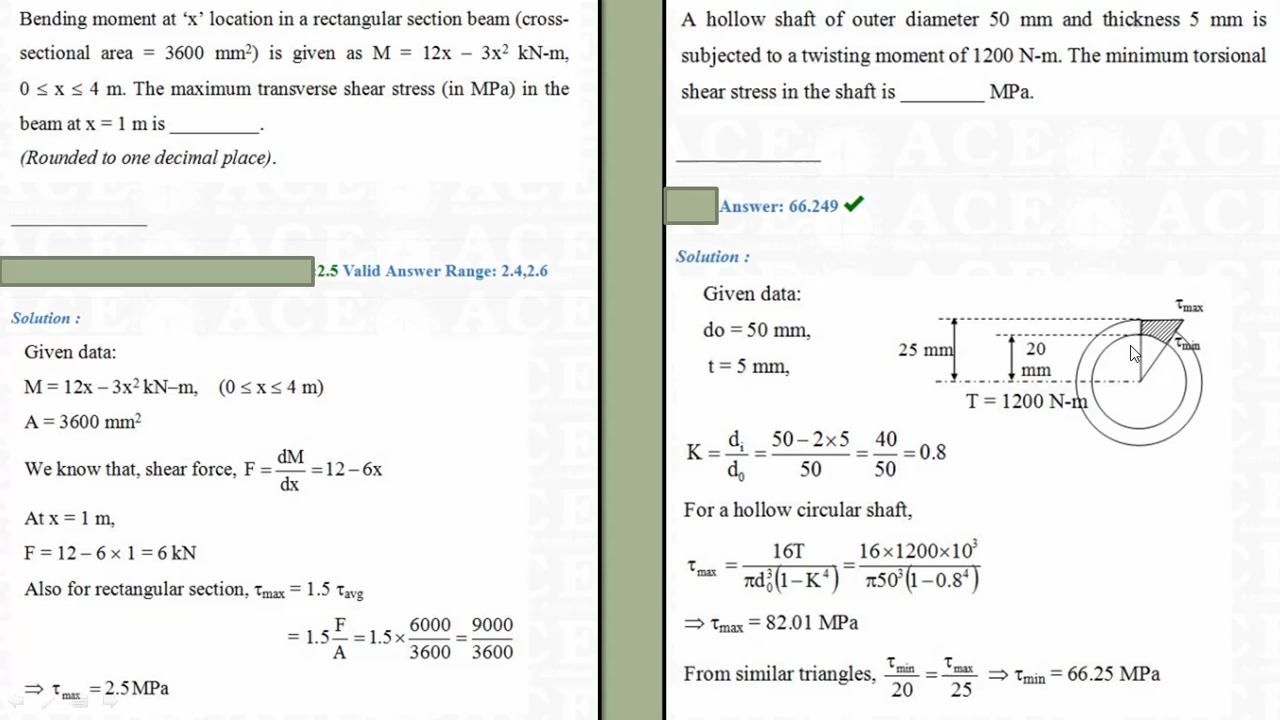 Bending moment at ‘x’ location in a rectangular section beam (cross-
sectional area = 3600 mm²) is given as M = 12x − 3x² kN-m,
0 ≤ x ≤ 4 m. The maximum transverse shear stress (in MPa) in the
beam at x = 1 m is _________.
(Rounded to one decimal place).
2.5 Valid Answer Range: 2.4,2.6
Solution :
Given data:
M = 12x − 3x² kN–m, (0 ≤ x ≤ 4 m)
A = 3600 mm²
We know that, shear force, F = dM/dx = 12 − 6x
At x = 1 m,
F = 12 – 6 × 1 = 6 kN
Also for rectangular section, τmax = 1.5 τavg
= 1.5 F/A = 1.5 × 6000/3600 = 9000/3600
⇒ τmax = 2.5 MPa
A hollow shaft of outer diameter 50 mm and thickness 5 mm is
subjected to a twisting moment of 1200 N-m. The minimum torsional
shear stress in the shaft is ________ MPa.
Answer: 66.249 ✔
Solution :
Given data:
do = 50 mm,
t = 5 mm,
τmax
τmin
25 mm
20
mm
T = 1200 N-m
K = di/d0 = (50 − 2×5)/50 = 40/50 = 0.8
For a hollow circular shaft,
τmax = 16T/πd0³(1−K⁴) = 16×1200×10³/π50³(1−0.8⁴)
⇒ τmax = 82.01 MPa
From similar triangles, τmin/20 = τmax/25 ⇒ τmin = 66.25 MPa
ACE